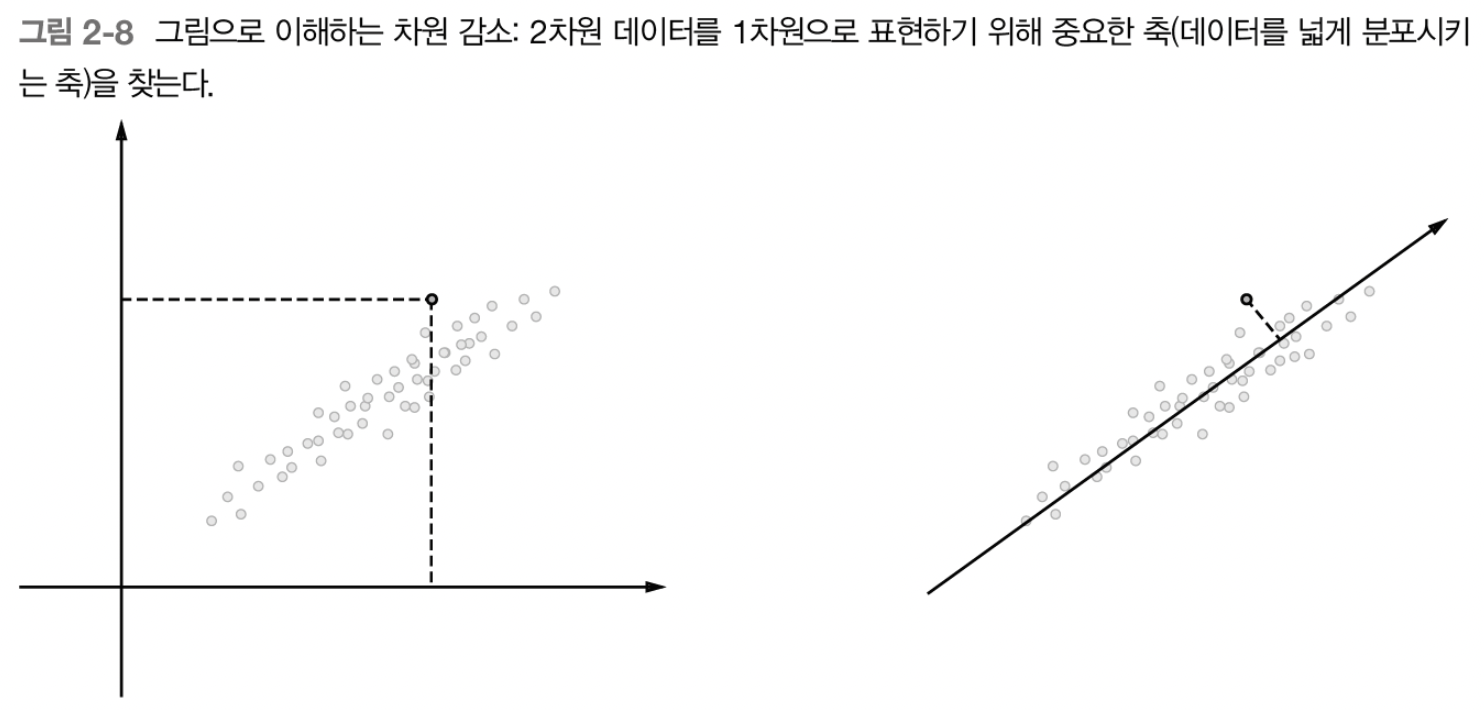 그림 2-8 그림으로 이해하는 차원 감소: 2차원 데이터를 1차원으로 표현하기 위해 중요한 축(데이터를 넓게 분포시키
는 축)을 찾는다.